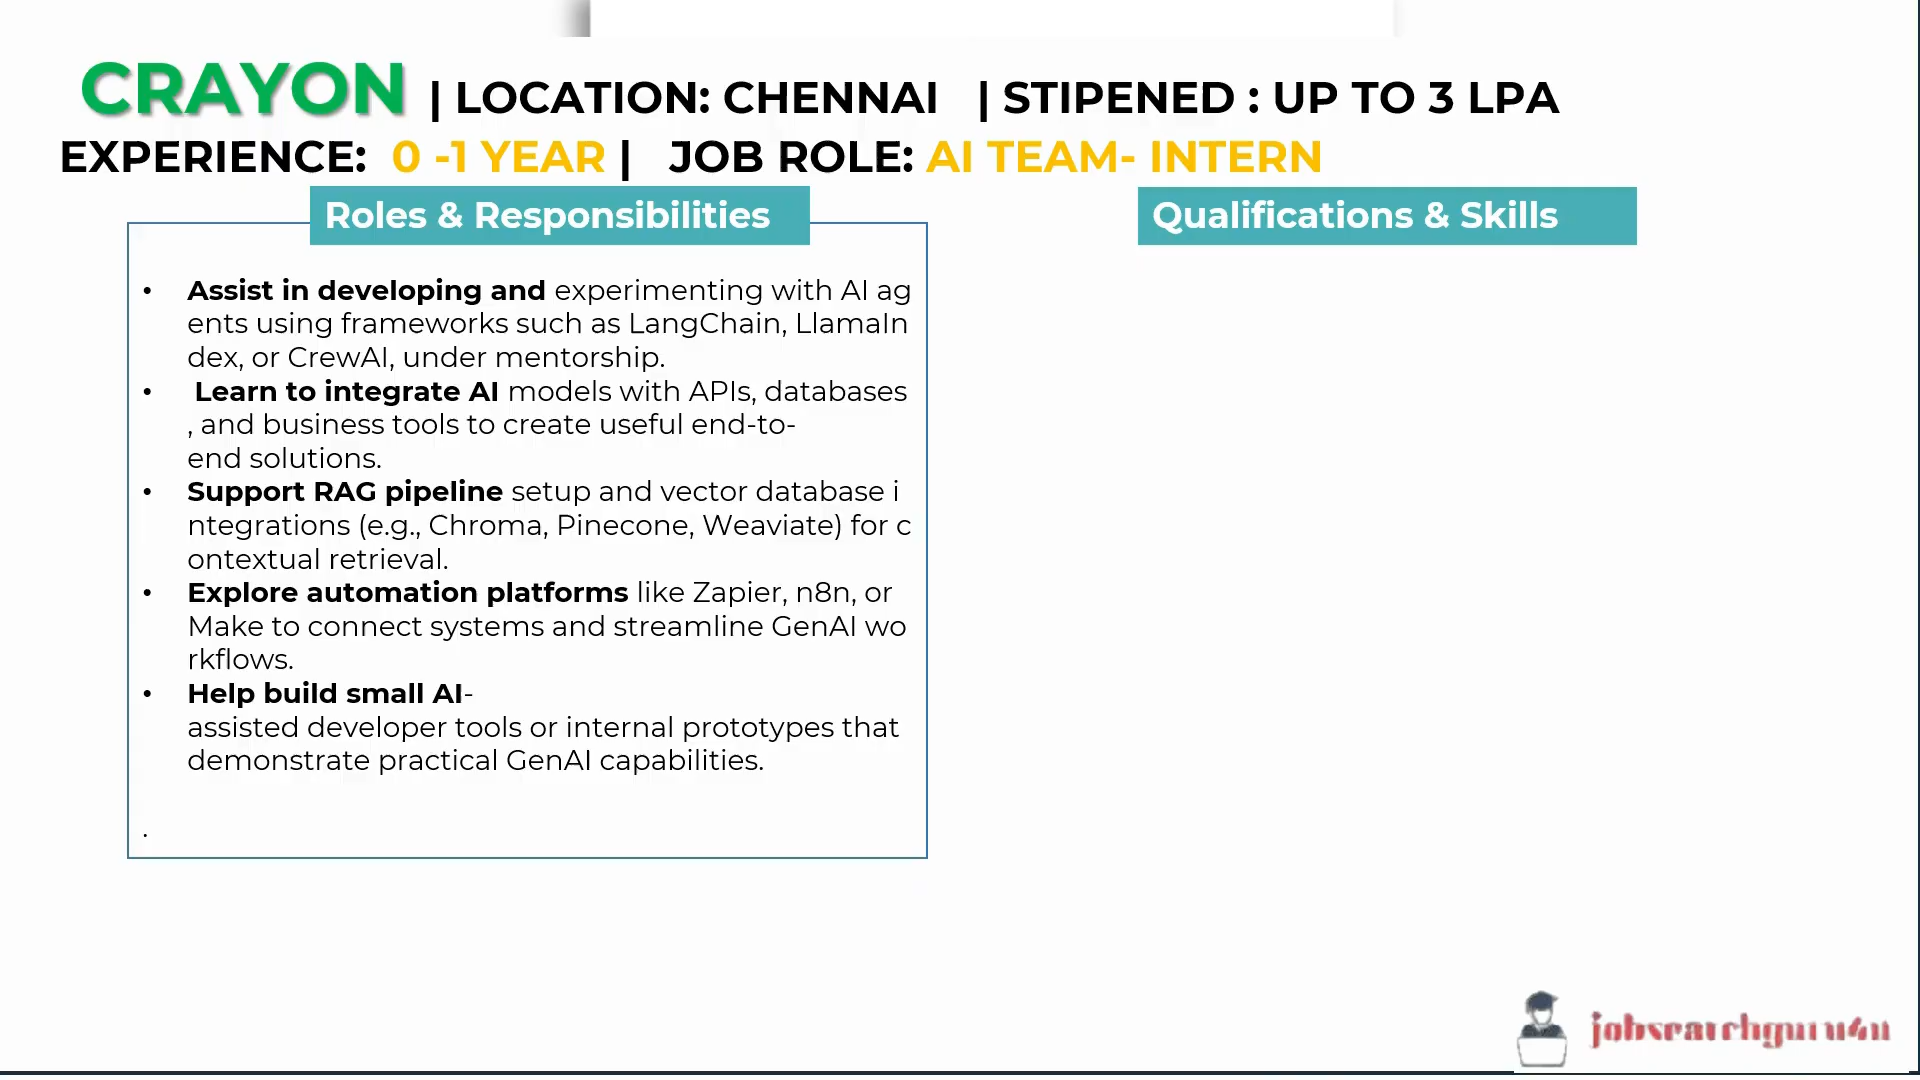 CRAYON | LOCATION: CHENNAI | STIPENED : UP TO 3 LPA
EXPERIENCE: 0 -1 YEAR | JOB ROLE: AI TEAM- INTERN
Roles & Responsibilities
• Assist in developing and experimenting with AI ag
ents using frameworks such as LangChain, LlamaIn
dex, or CrewAI, under mentorship.
• Learn to integrate AI models with APIs, databases
, and business tools to create useful end-to-
end solutions.
• Support RAG pipeline setup and vector database i
ntegrations (e.g., Chroma, Pinecone, Weaviate) for c
ontextual retrieval.
• Explore automation platforms like Zapier, n8n, or
Make to connect systems and streamline GenAI wo
rkflows.
• Help build small AI-
assisted developer tools or internal prototypes that
demonstrate practical GenAI capabilities.
.
Qualifications & Skills
jobsearchguru4u